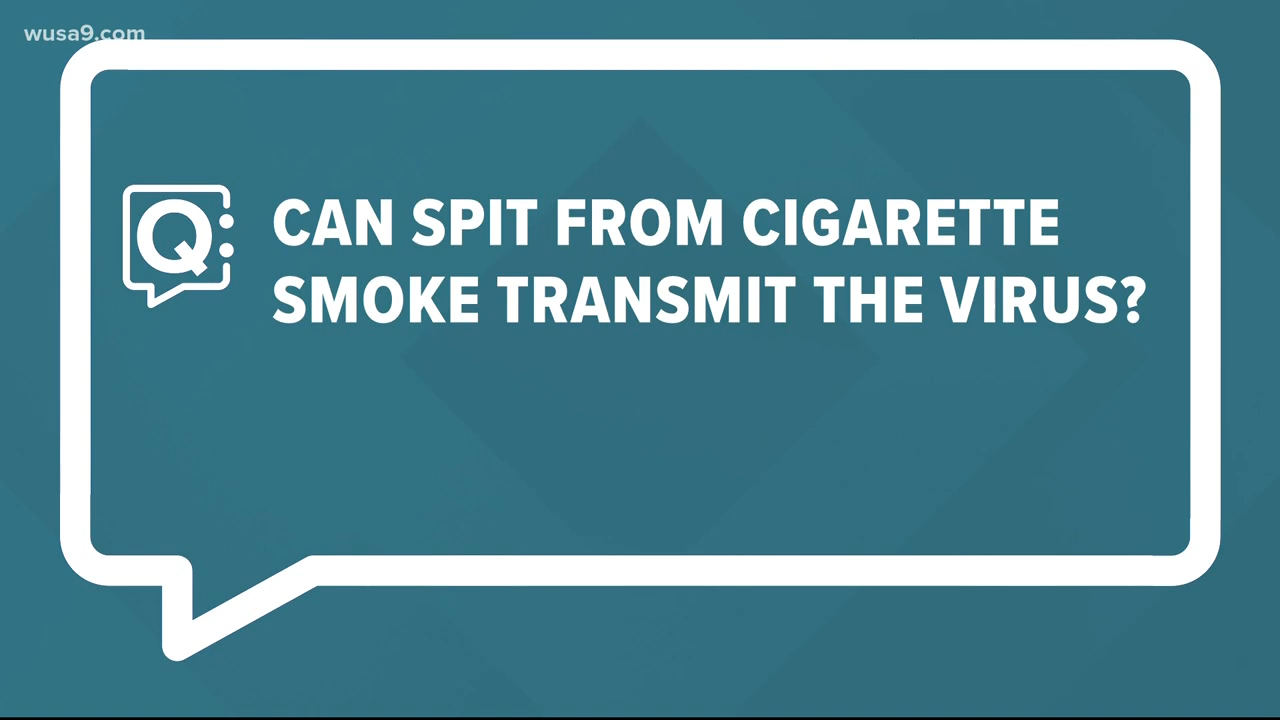 wusa9.com
Q
CAN SPIT FROM CIGARETTE
SMOKE TRANSMIT THE VIRUS?